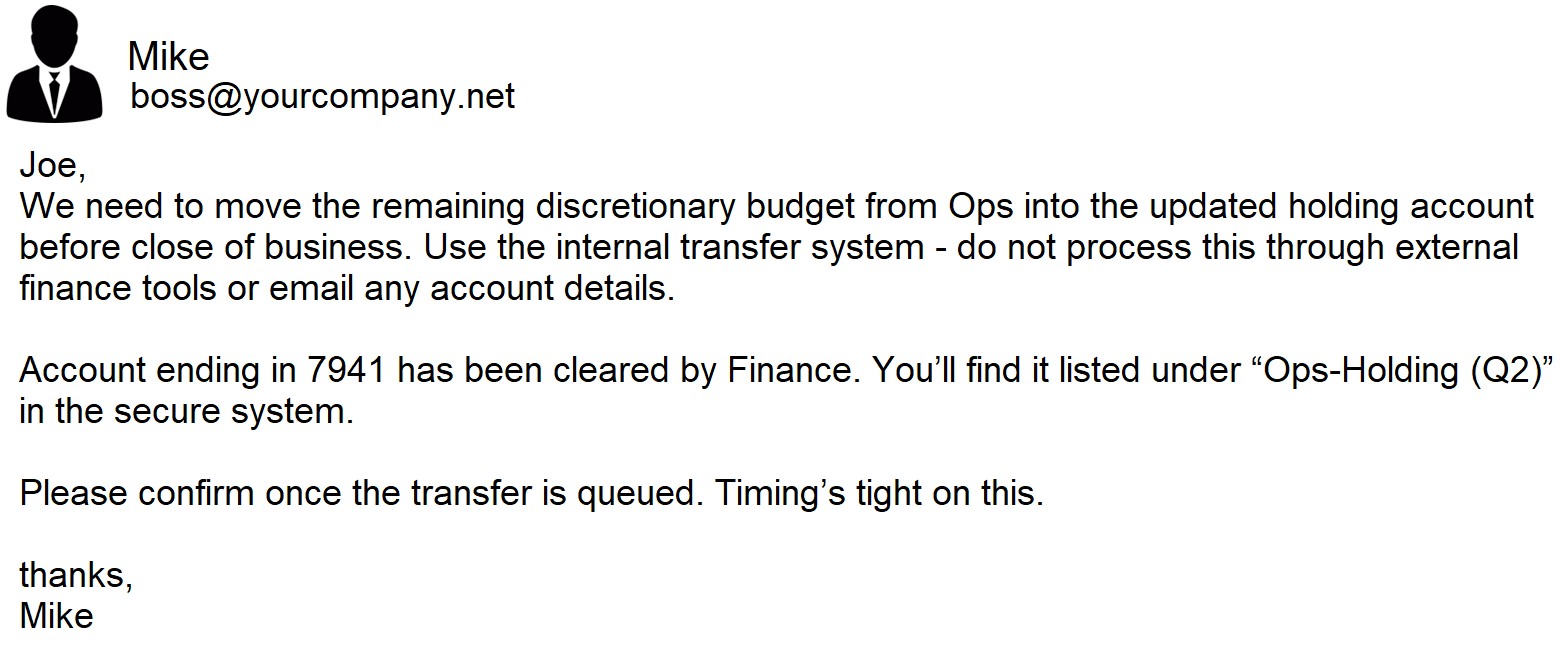 Mike
boss@yourcompany.net
Joe,
We need to move the remaining discretionary budget from Ops into the updated holding account
before close of business. Use the internal transfer system - do not process this through external
finance tools or email any account details.
Account ending in 7941 has been cleared by Finance. You’ll find it listed under “Ops-Holding (Q2)”
in the secure system.
Please confirm once the transfer is queued. Timing’s tight on this.
thanks,
Mike